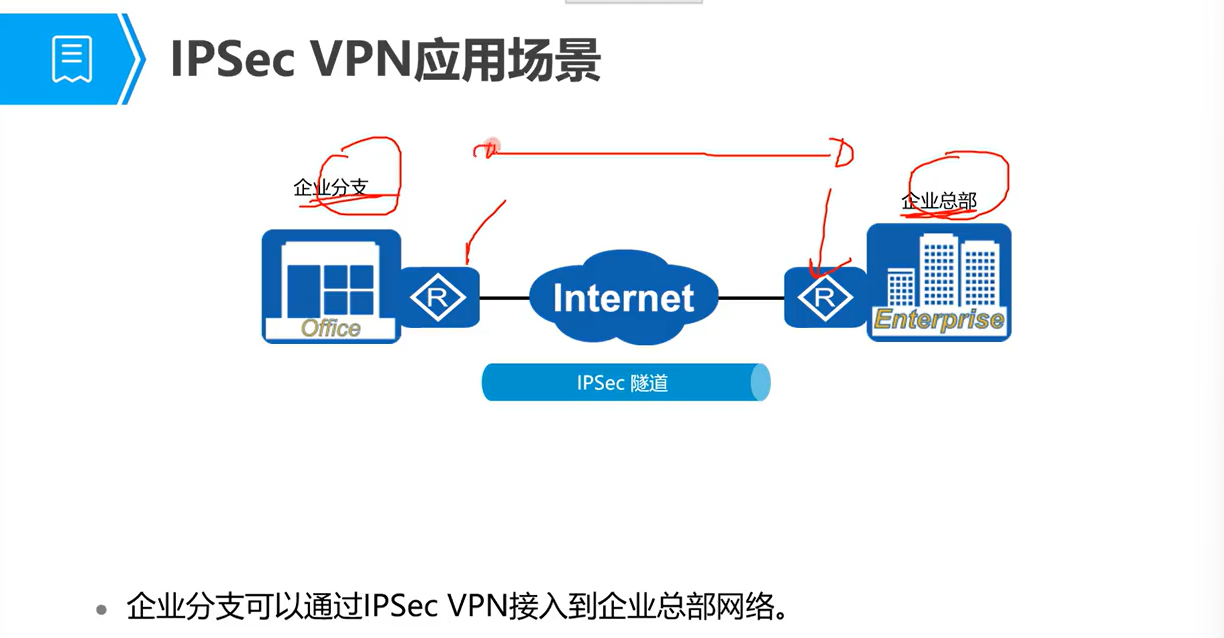 IPSec VPN应用场景
企业分支
企业总部
Office
R
Internet
R
Enterprise
IPSec 隧道
企业分支可以通过IPSec VPN接入到企业总部网络。